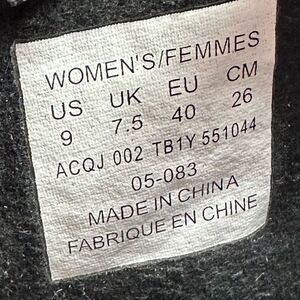 WOMEN'S/FEMMES
US UK EU CM
9 7.5 40 26
ACQJ 002 TB1Y 551044
05-083
MADE IN CHINA
FABRIQUE EN CHINE